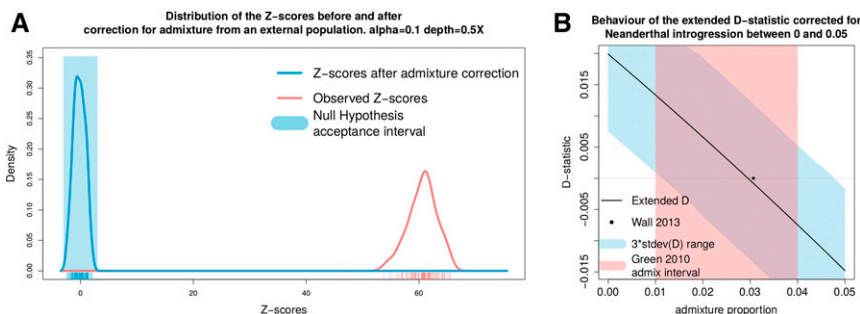 A
Distribution of the Z-scores before and after
correction for admixture from an external population. alpha=0.1 depth=0.5X
Density
0.00
0.05
0.10
0.15
0.20
0.25
0.30
0.35
Z-scores after admixture correction
Observed Z-scores
Null Hypothesis
acceptance interval
0
20
40
60
Z-scores
B
Behaviour of the extended D-statistic corrected for
Neanderthal introgression between 0 and 0.05
D-statistic
0.015
0.005
-0.005
-0.015
Extended D
Wall 2013
3*stdev(D) range
Green 2010
admix interval
0.00
0.01
0.02
0.03
0.04
0.05
admixture proportion